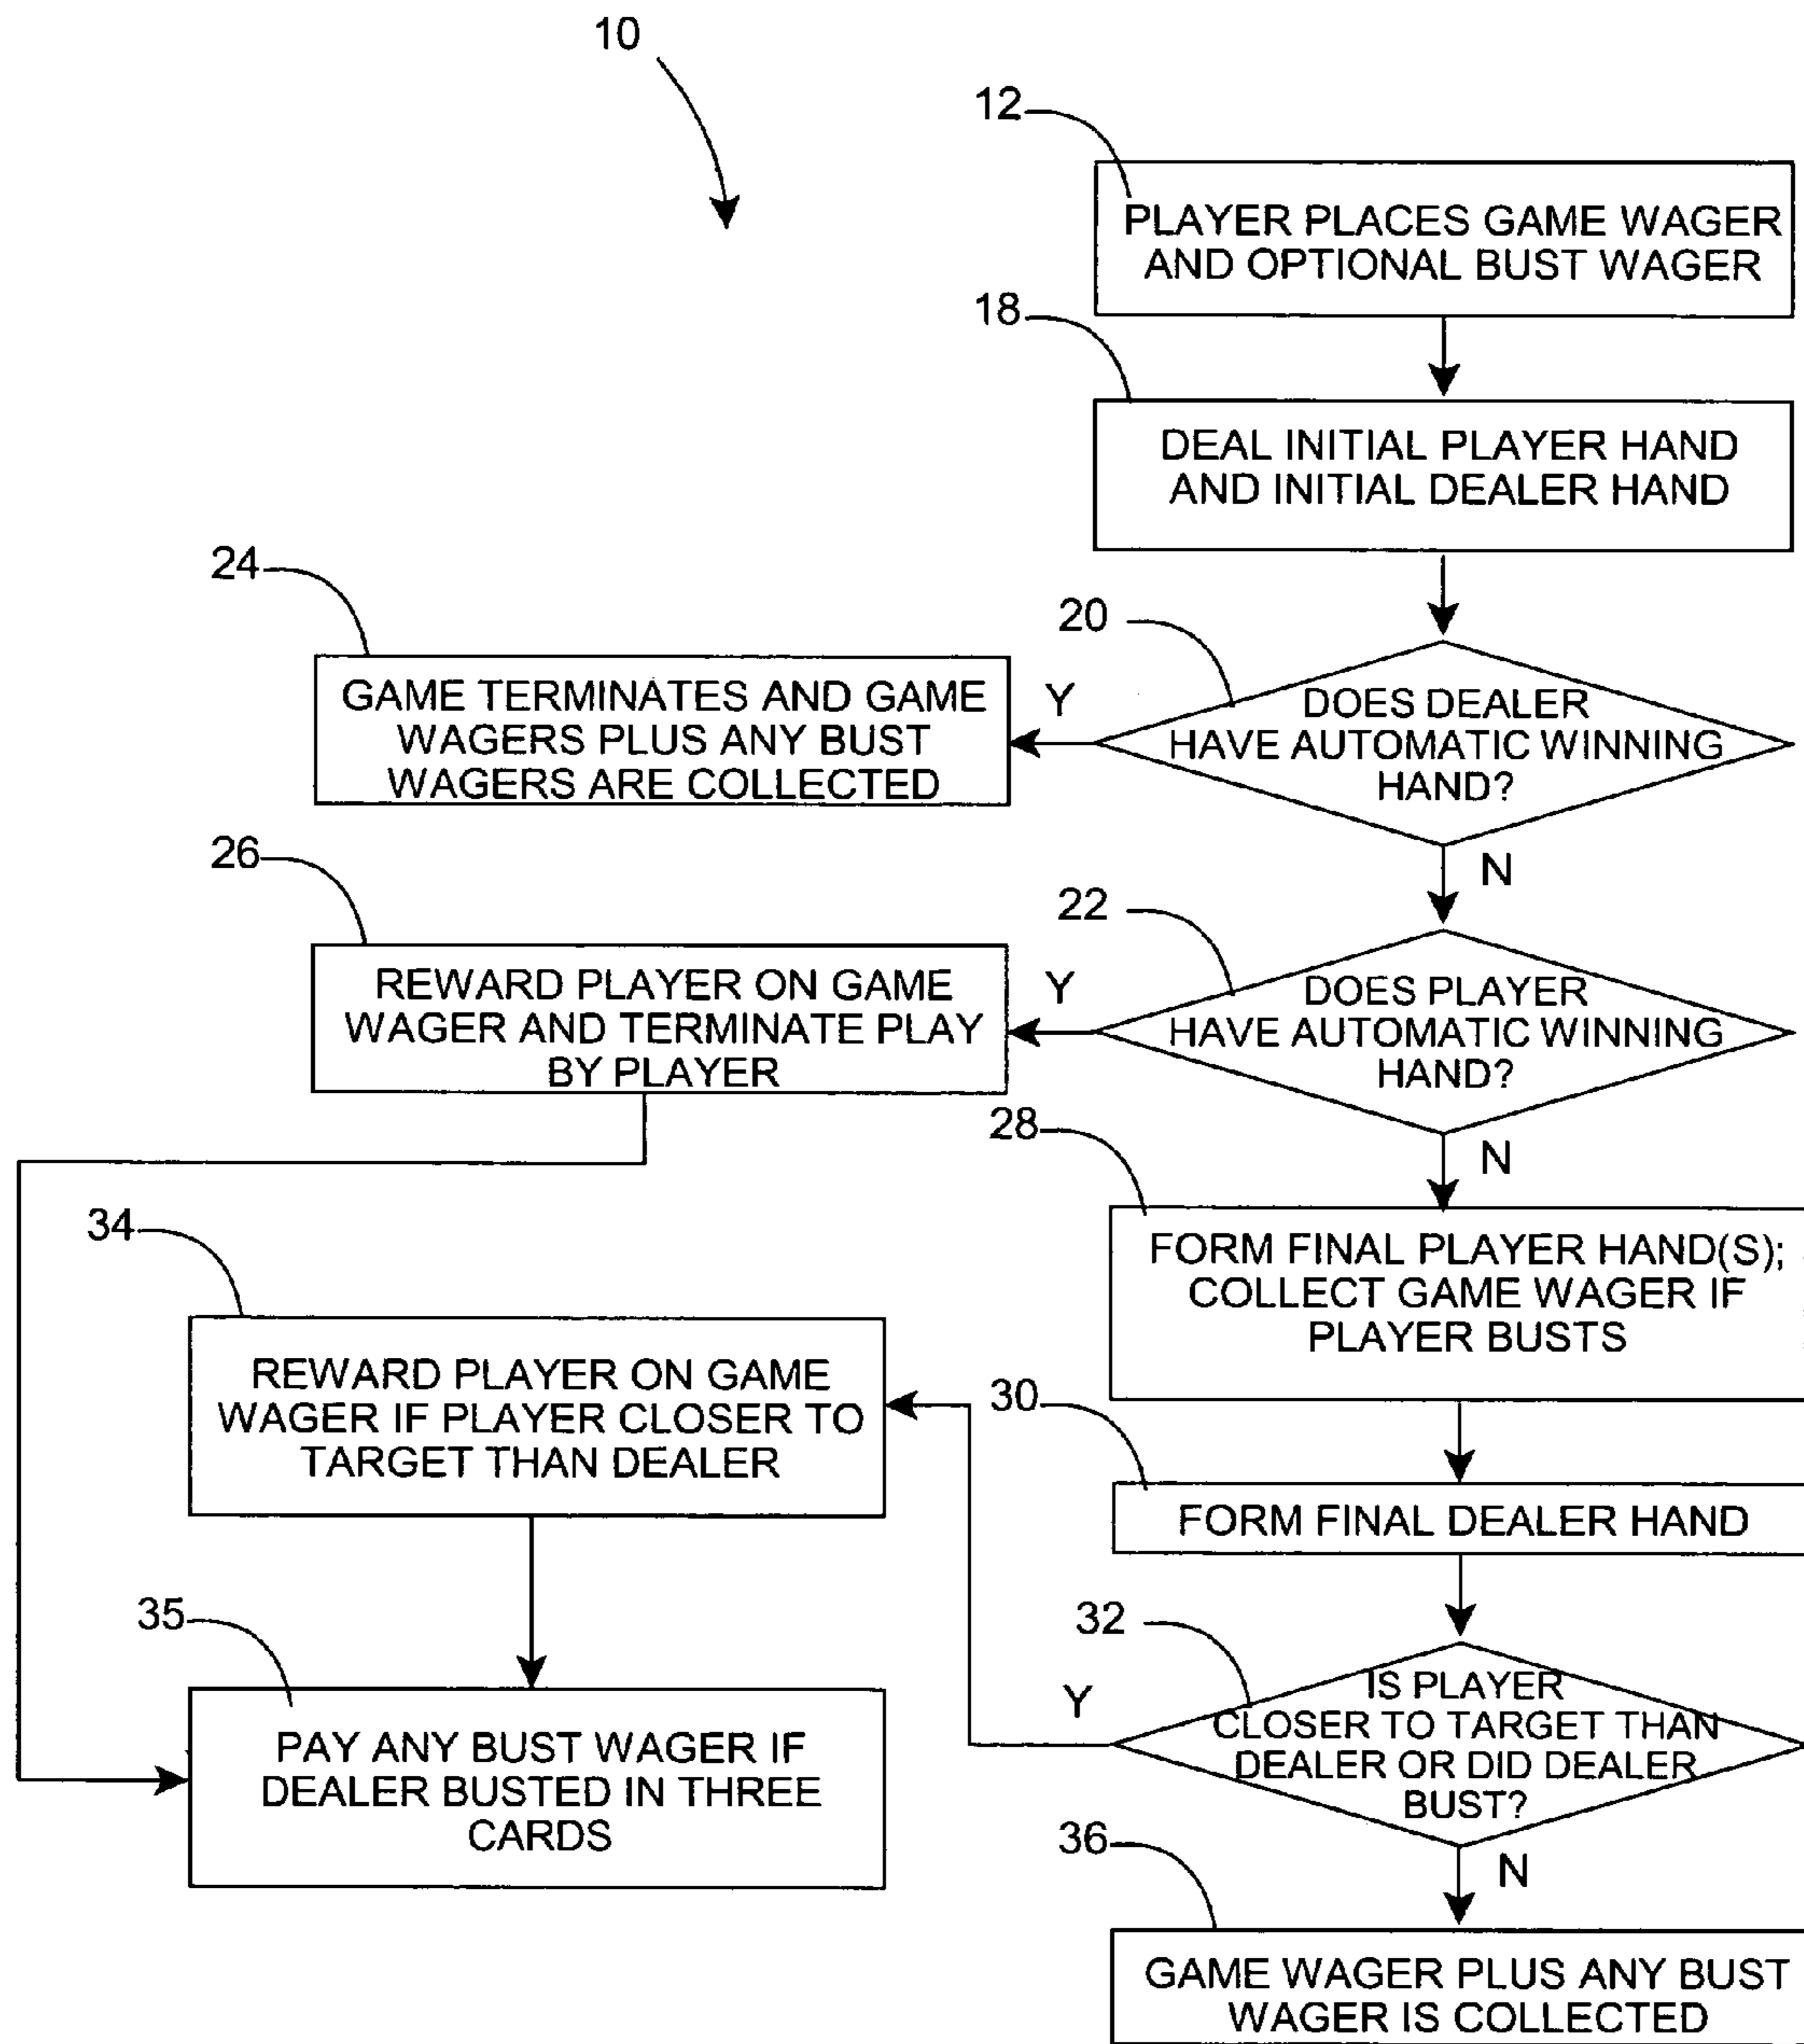 10
12
PLAYER PLACES GAME WAGER
AND OPTIONAL BUST WAGER
18
DEAL INITIAL PLAYER HAND
AND INITIAL DEALER HAND
20
DOES DEALER
HAVE AUTOMATIC WINNING
HAND?
Y
24
GAME TERMINATES AND GAME
WAGERS PLUS ANY BUST
WAGERS ARE COLLECTED
N
22
DOES PLAYER
HAVE AUTOMATIC WINNING
HAND?
Y
26
REWARD PLAYER ON GAME
WAGER AND TERMINATE PLAY
BY PLAYER
N
28
FORM FINAL PLAYER HAND(S);
COLLECT GAME WAGER IF
PLAYER BUSTS
30
FORM FINAL DEALER HAND
32
IS PLAYER
CLOSER TO TARGET THAN
DEALER OR DID DEALER
BUST?
Y
34
REWARD PLAYER ON GAME
WAGER IF PLAYER CLOSER TO
TARGET THAN DEALER
35
PAY ANY BUST WAGER IF
DEALER BUSTED IN THREE
CARDS
N
36
GAME WAGER PLUS ANY BUST
WAGER IS COLLECTED